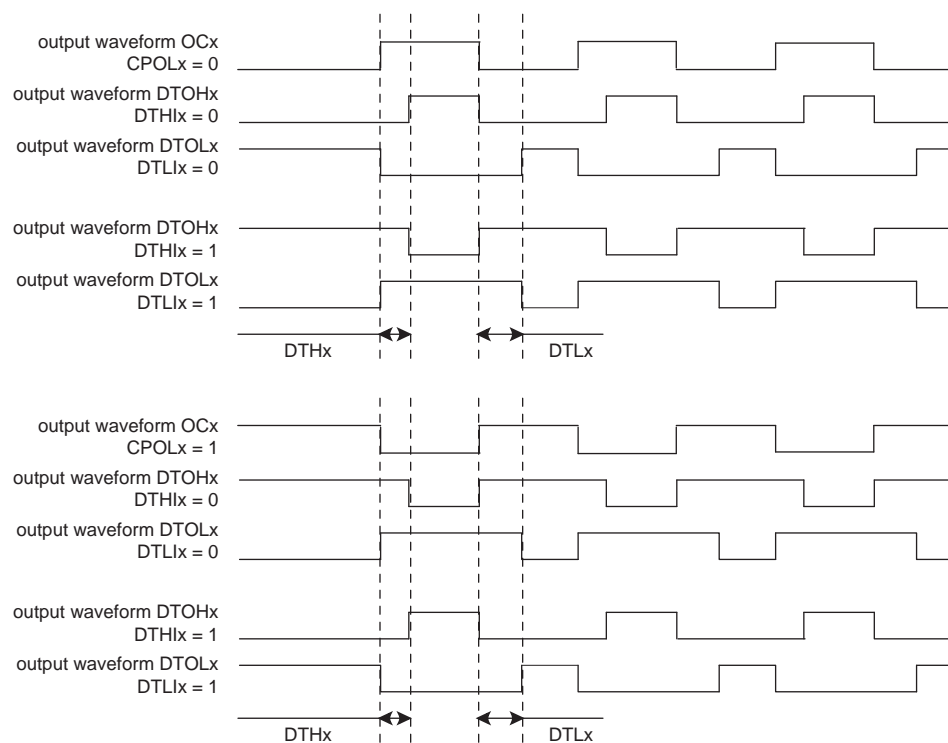 output waveform OCx
CPOLx = 0
output waveform DTOHx
DTHIx = 0
output waveform DTOLx
DTLIx = 0
output waveform DTOHx
DTHIx = 1
output waveform DTOLx
DTLIx = 1
DTHx
DTLx
output waveform OCx
CPOLx = 1
output waveform DTOHx
DTHIx = 0
output waveform DTOLx
DTLIx = 0
output waveform DTOHx
DTHIx = 1
output waveform DTOLx
DTLIx = 1
DTHx
DTLx